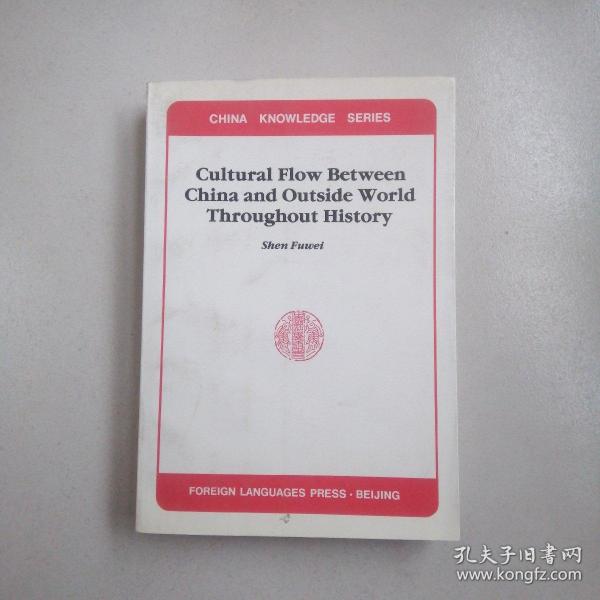 CHINA KNOWLEDGE SERIES
Cultural Flow Between
China and Outside World
Throughout History
Shen Fuwei
FOREIGN LANGUAGES PRESS · BEIJING
孔夫子旧書网
www.kongfz.com